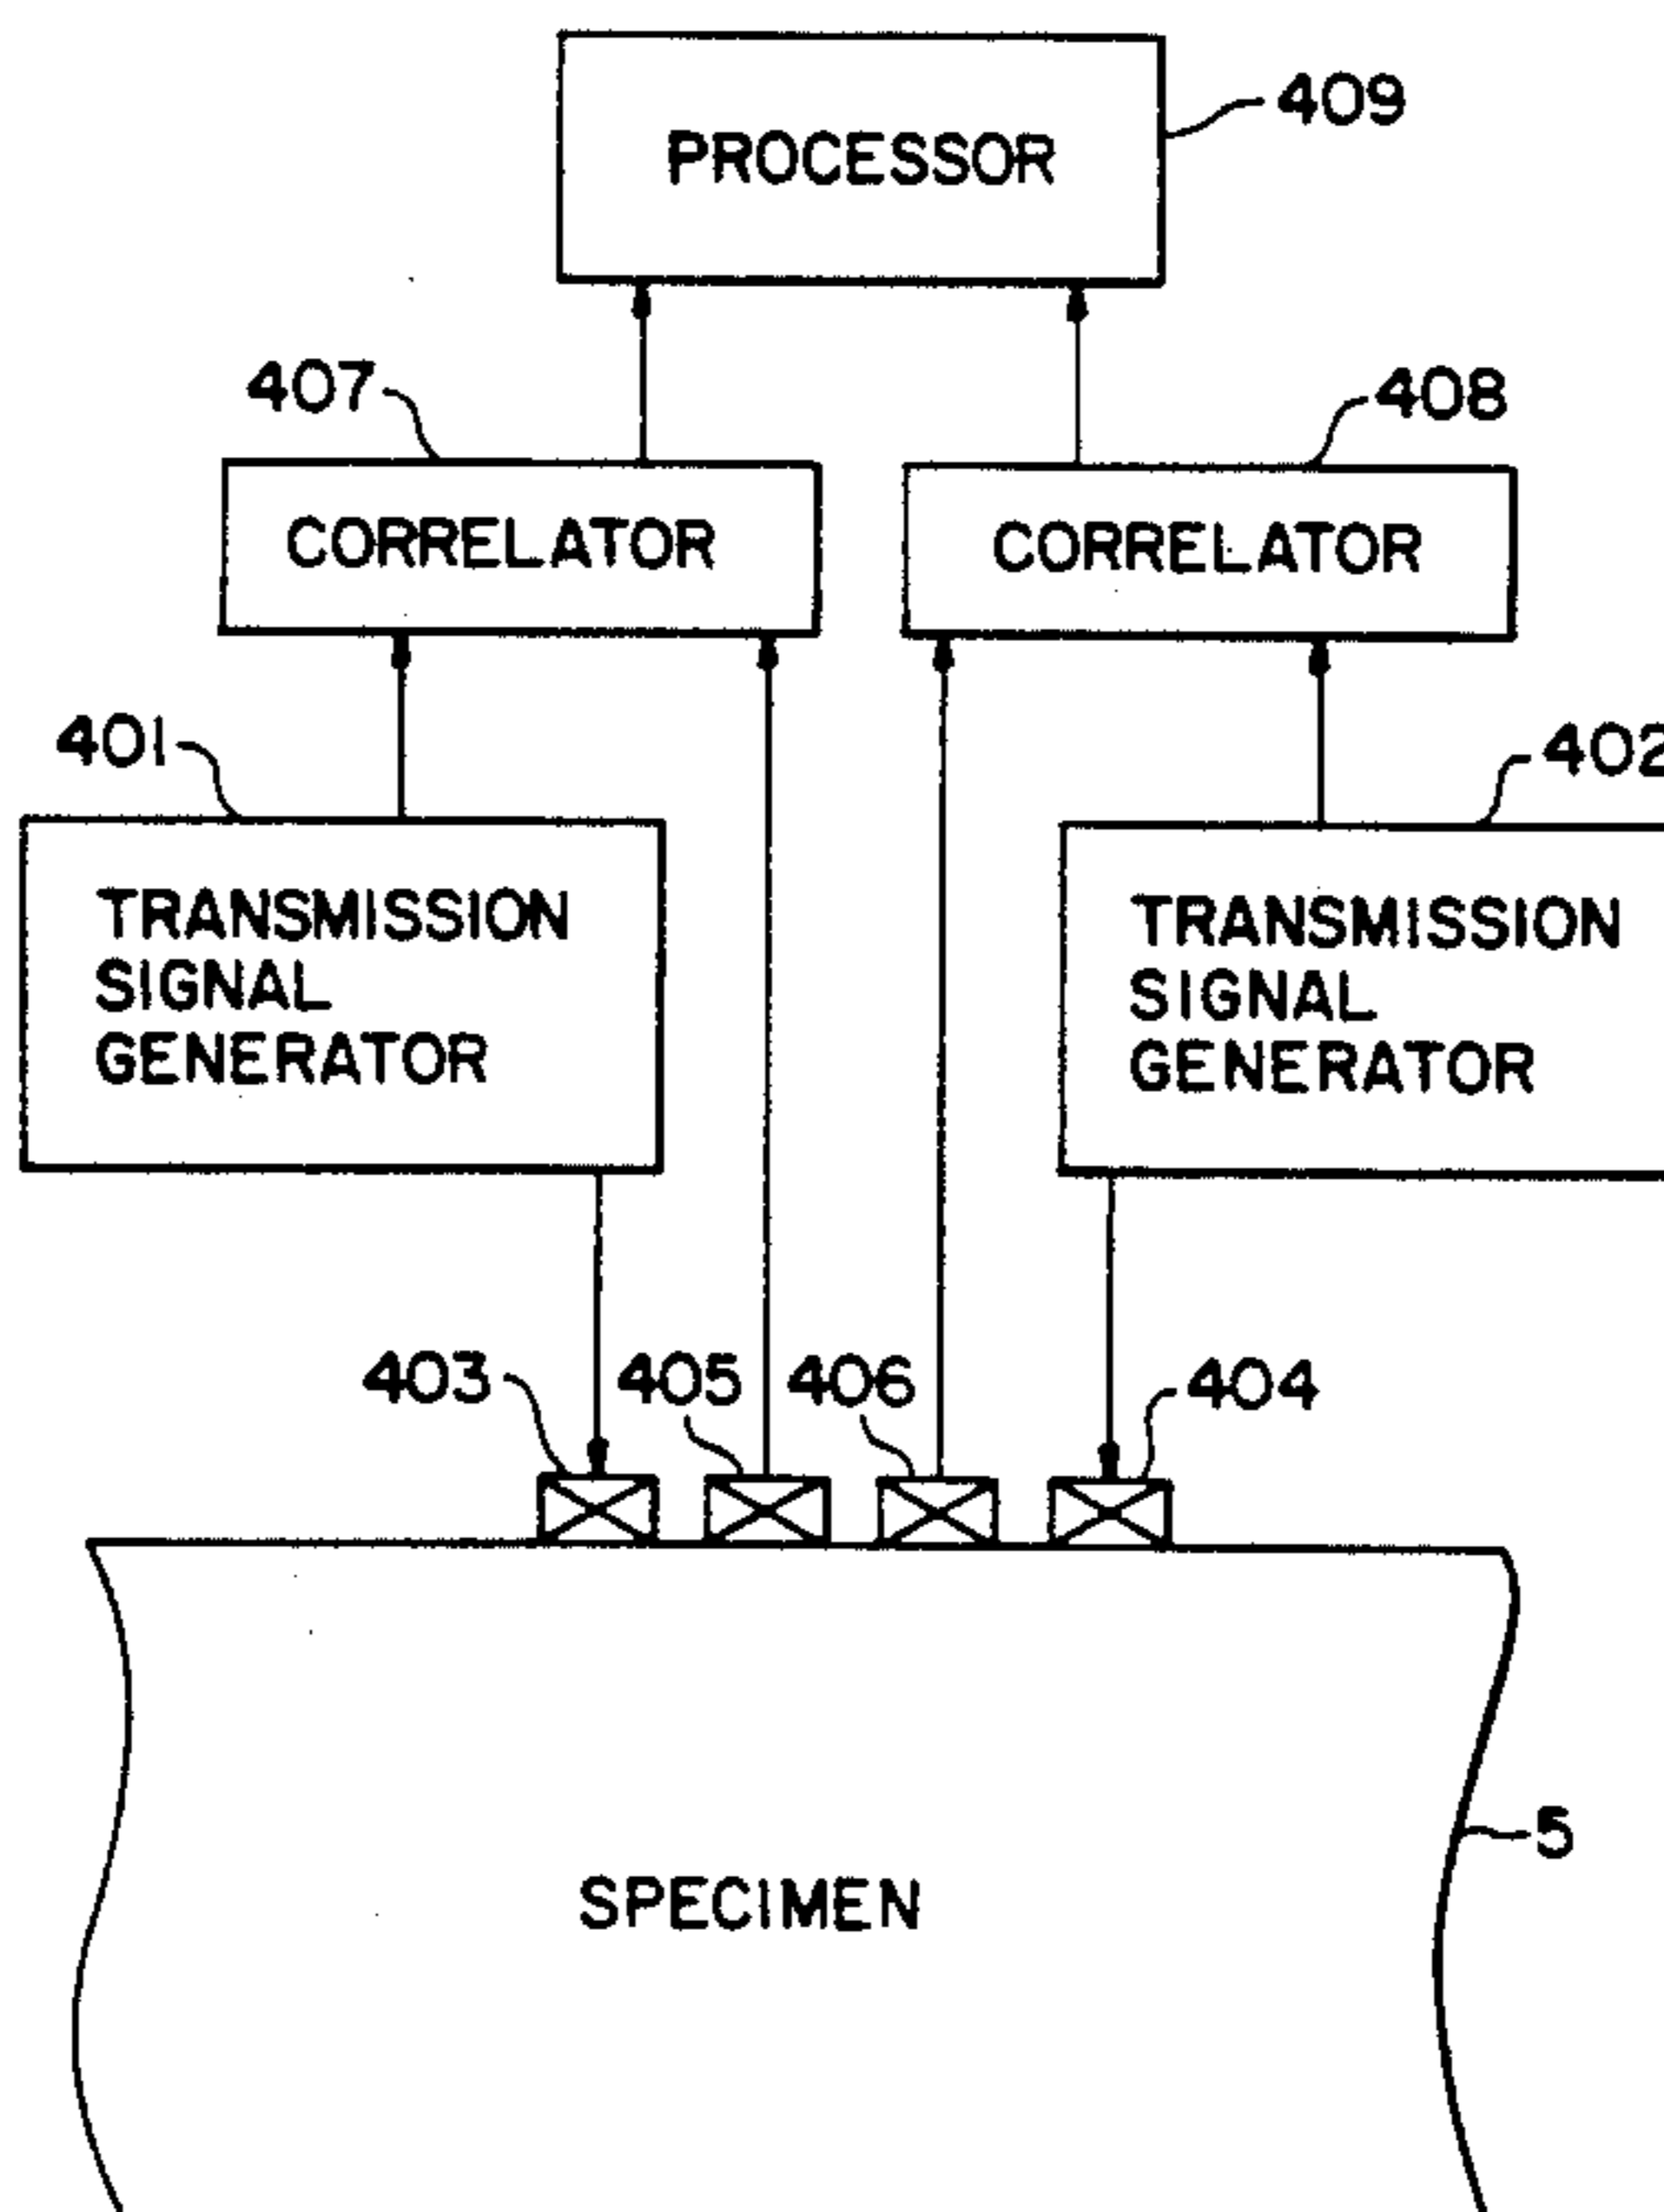 409
PROCESSOR
407
408
CORRELATOR
CORRELATOR
401
402
TRANSMISSION
SIGNAL
GENERATOR
TRANSMISSION
SIGNAL
GENERATOR
403
405
406
404
5
SPECIMEN